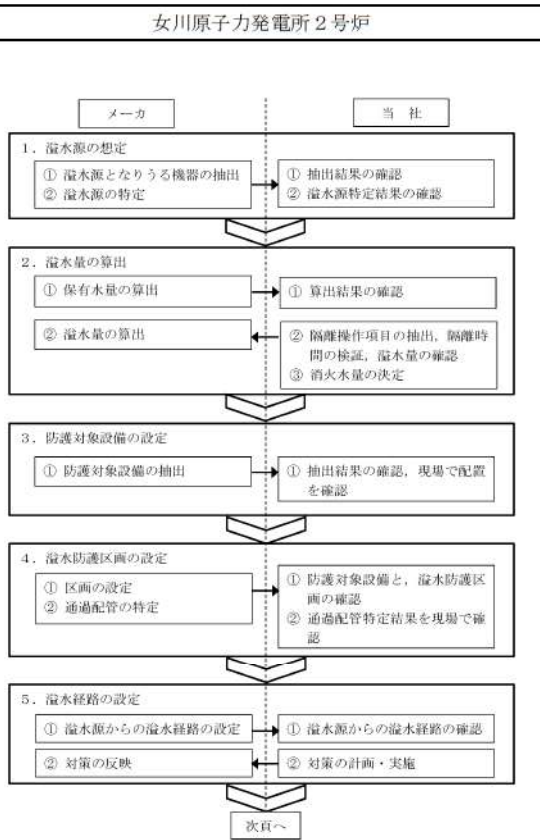 女川原子力発電所２号炉
メーカ
当　社
１．溢水源の想定
① 溢水源となりうる機器の抽出
② 溢水源の特定
① 抽出結果の確認
② 溢水源特定結果の確認
２．溢水量の算出
① 保有水量の算出
① 算出結果の確認
② 溢水量の算出
② 隔離操作項目の抽出，隔離時
間の検証，溢水量の確認
③ 消火水量の決定
３．防護対象設備の設定
① 防護対象設備の抽出
① 抽出結果の確認，現場で配置
を確認
４．溢水防護区画の設定
① 区画の設定
② 通過配管の特定
① 防護対象設備と，溢水防護区
画の確認
② 通過配管特定結果を現場で確
認
５．溢水経路の設定
① 溢水源からの溢水経路の設定
① 溢水源からの溢水経路の確認
② 対策の反映
② 対策の計画・実施
次頁へ